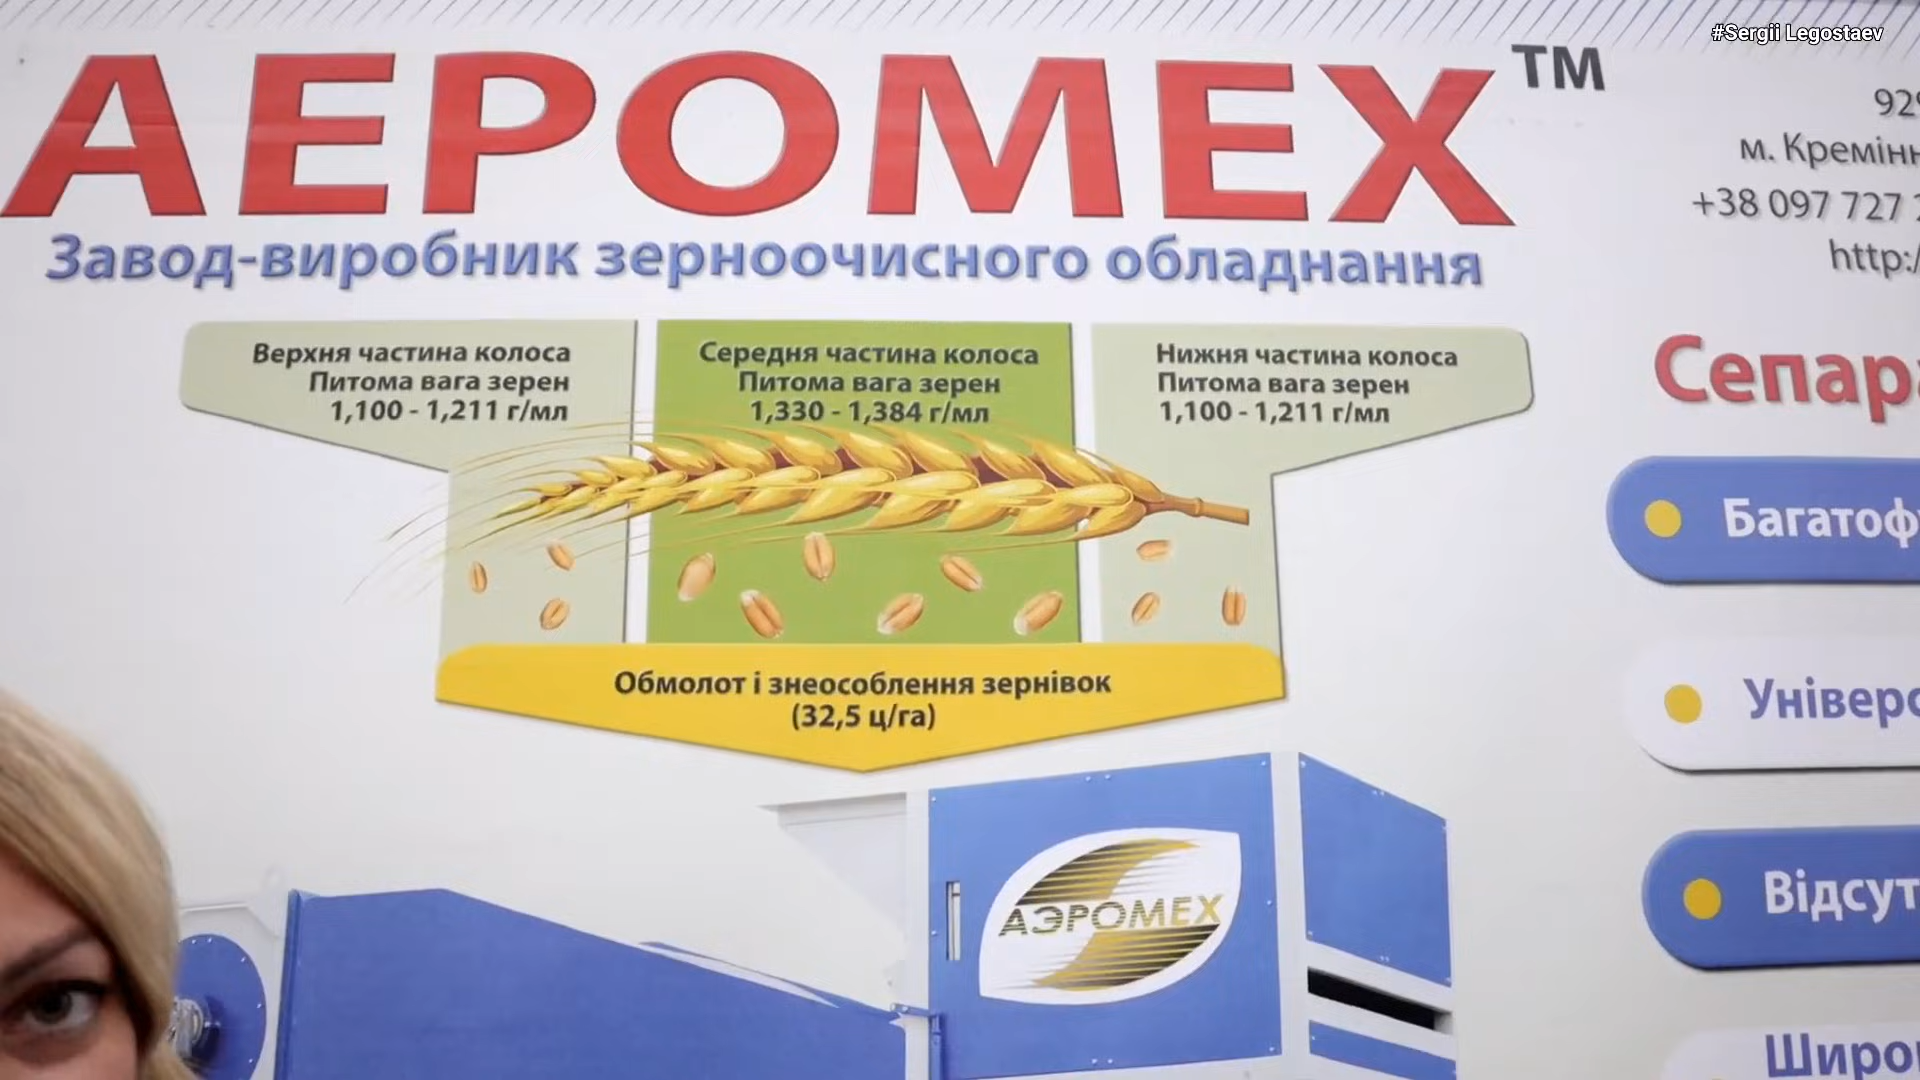 #Sergii Legostaev
АЕРОМЕХ™
Завод-виробник зерноочисного обладнання
м. Кремінн
+38 097 727
http:/
Верхня частина колоса
Питома вага зерен
1,100 - 1,211 г/мл
Середня частина колоса
Питома вага зерен
1,330 - 1,384 г/мл
Нижня частина колоса
Питома вага зерен
1,100 - 1,211 г/мл
Обмолот і знеособлення зернівок
(32,5 ц/га)
АЭРОМЕХ
Сепара
Багатоф
Універс
Відсут
Широ